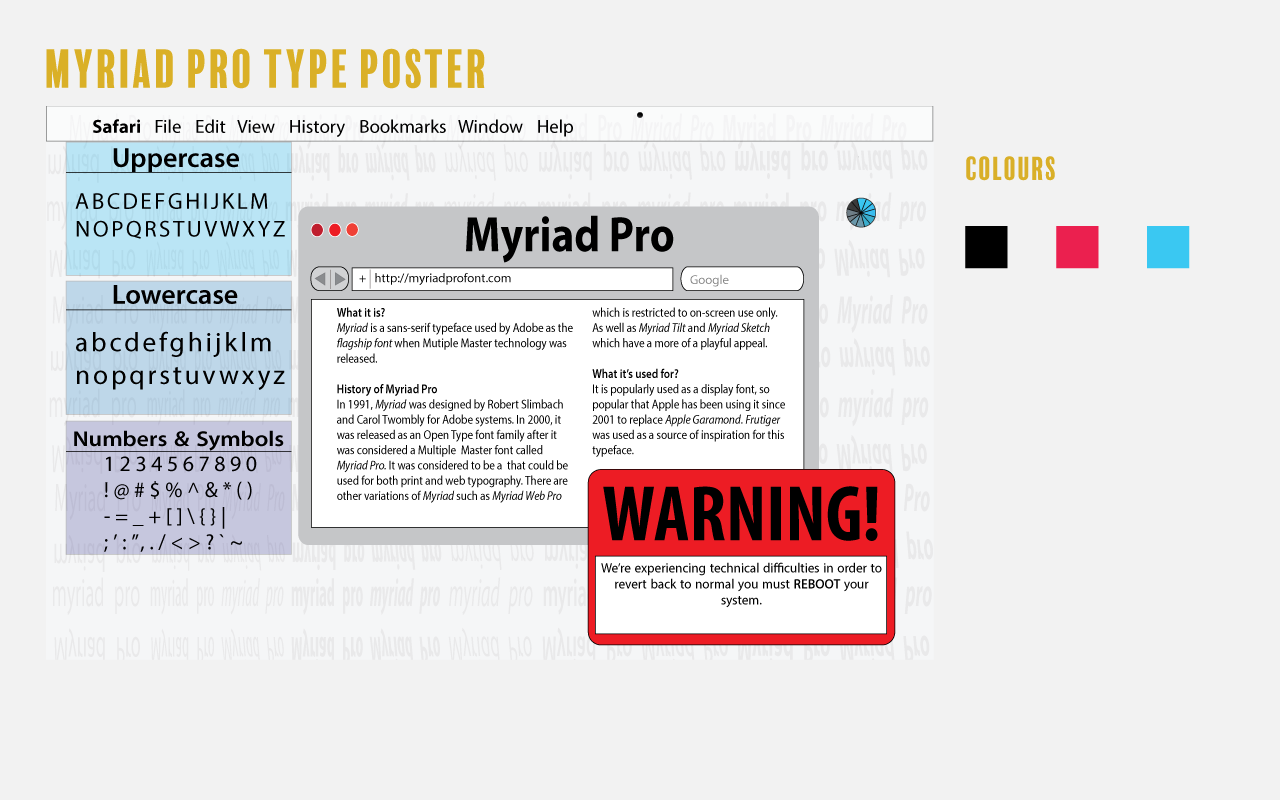 MYRIAD PRO TYPE POSTER
Safari File Edit View History Bookmarks Window Help
Uppercase
ABCDEFGHIJKLM
NOPQRSTUVWXYZ
Lowercase
abcdefghijklm
nopqrstuvwxyz
Numbers & Symbols
1 2 3 4 5 6 7 8 9 0
! @ # $ % ^ & * ( )
- = _ + [ ] \ { } |
; ' : ", . / < > ? ` ~
Myriad Pro
+ http://myriadprofont.com
Google
What it is?
Myriad is a sans-serif typeface used by Adobe as the
flagship font when Mutiple Master technology was
released.
History of Myriad Pro
In 1991, Myriad was designed by Robert Slimbach
and Carol Twombly for Adobe systems. In 2000, it
was released as an Open Type font family after it
was considered a Multiple Master font called
Myriad Pro. It was considered to be a that could be
used for both print and web typography. There are
other variations of Myriad such as Myriad Web Pro
which is restricted to on-screen use only.
As well as Myriad Tilt and Myriad Sketch
which have a more of a playful appeal.
What it's used for?
It is popularly used as a display font, so
popular that Apple has been using it since
2001 to replace Apple Garamond. Frutiger
was used as a source of inspiration for this
typeface.
WARNING!
We're experiencing technical difficulties in order to
revert back to normal you must REBOOT your
system.
COLOURS
myriad pro myriad pro myriad pro myriad pro myriad pro myriad pro myriad pro